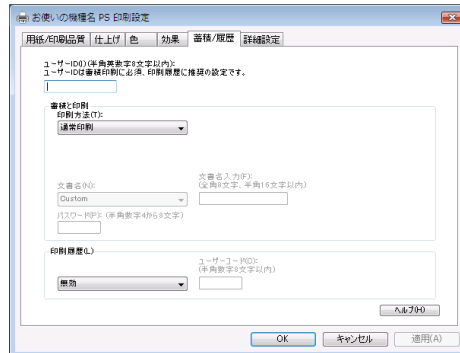 お使いの機種名 PS 印刷設定
用紙/印刷品質 仕上げ 色 効果 蓄積/履歴 詳細設定
ユーザーID(I)(半角英数字8文字以内):
ユーザーIDは蓄積印刷に必須、印刷履歴に推奨の設定です。
蓄積と印刷
印刷方法(T):
通常印刷
文書名(N):
文書名入力(F):
(全角8文字、半角16文字以内)
Custom
パスワード(P): (半角数字4から8文字)
印刷履歴(L)
ユーザーコード(D):
(半角数字8文字以内)
無効
ヘルプ(H)
OK キャンセル 適用(A)